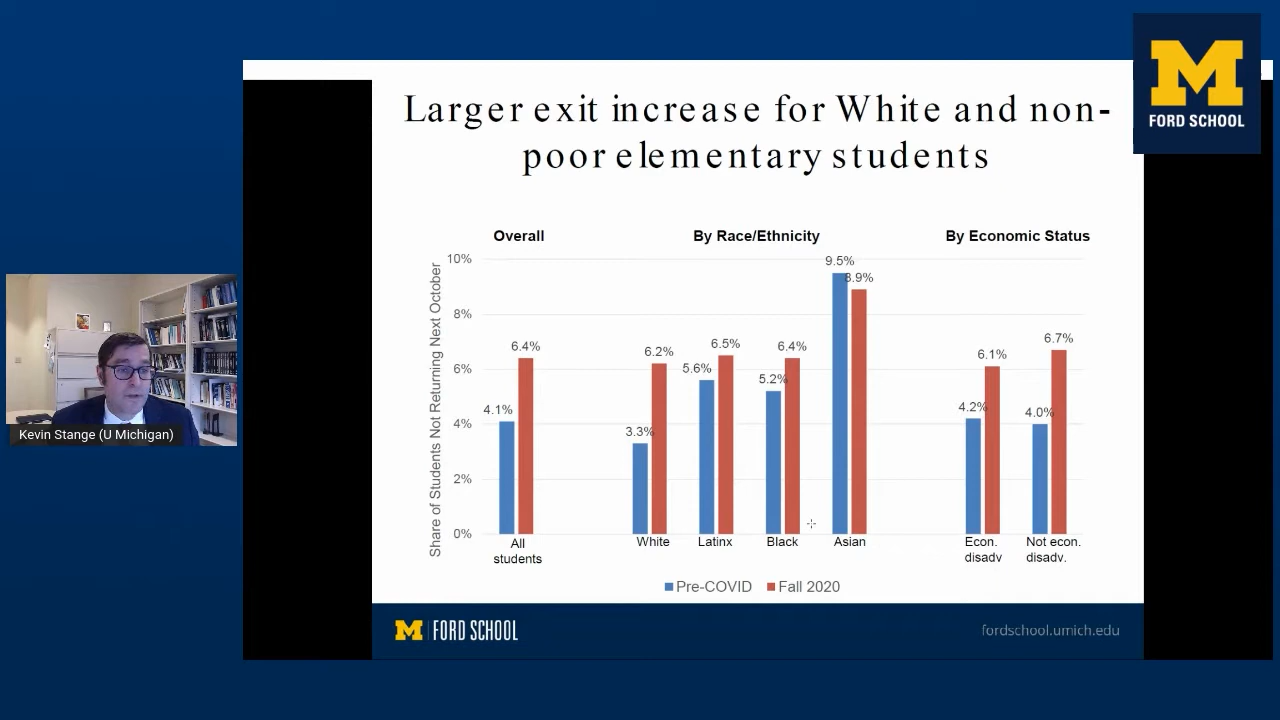 M
FORD SCHOOL
Larger exit increase for White and non-
poor elementary students
Overall
By Race/Ethnicity
By Economic Status
Share of Students Not Returning Next October
10%
8%
6%
4%
2%
0%
4.1%
6.4%
3.3%
6.2%
5.6%
6.5%
5.2%
6.4%
9.5%
8.9%
4.2%
6.1%
4.0%
6.7%
All
students
White
Latinx
Black
Asian
Econ.
disadv
Not econ.
disadv.
Pre-COVID
Fall 2020
Kevin Stange (U Michigan)
M FORD SCHOOL
fordschool.umich.edu